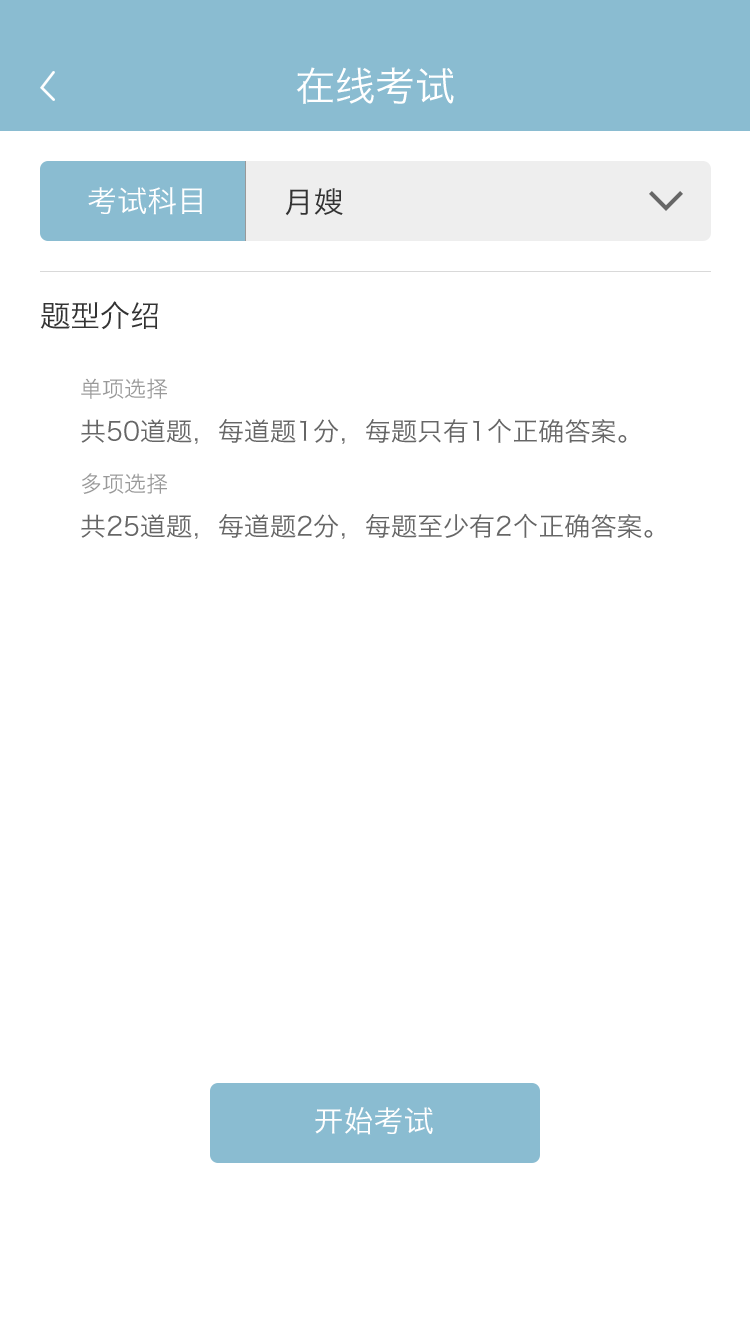 在线考试
考试科目 月嫂
题型介绍
单项选择
共50道题，每道题1分，每题只有1个正确答案。
多项选择
共25道题，每道题2分，每题至少有2个正确答案。
开始考试